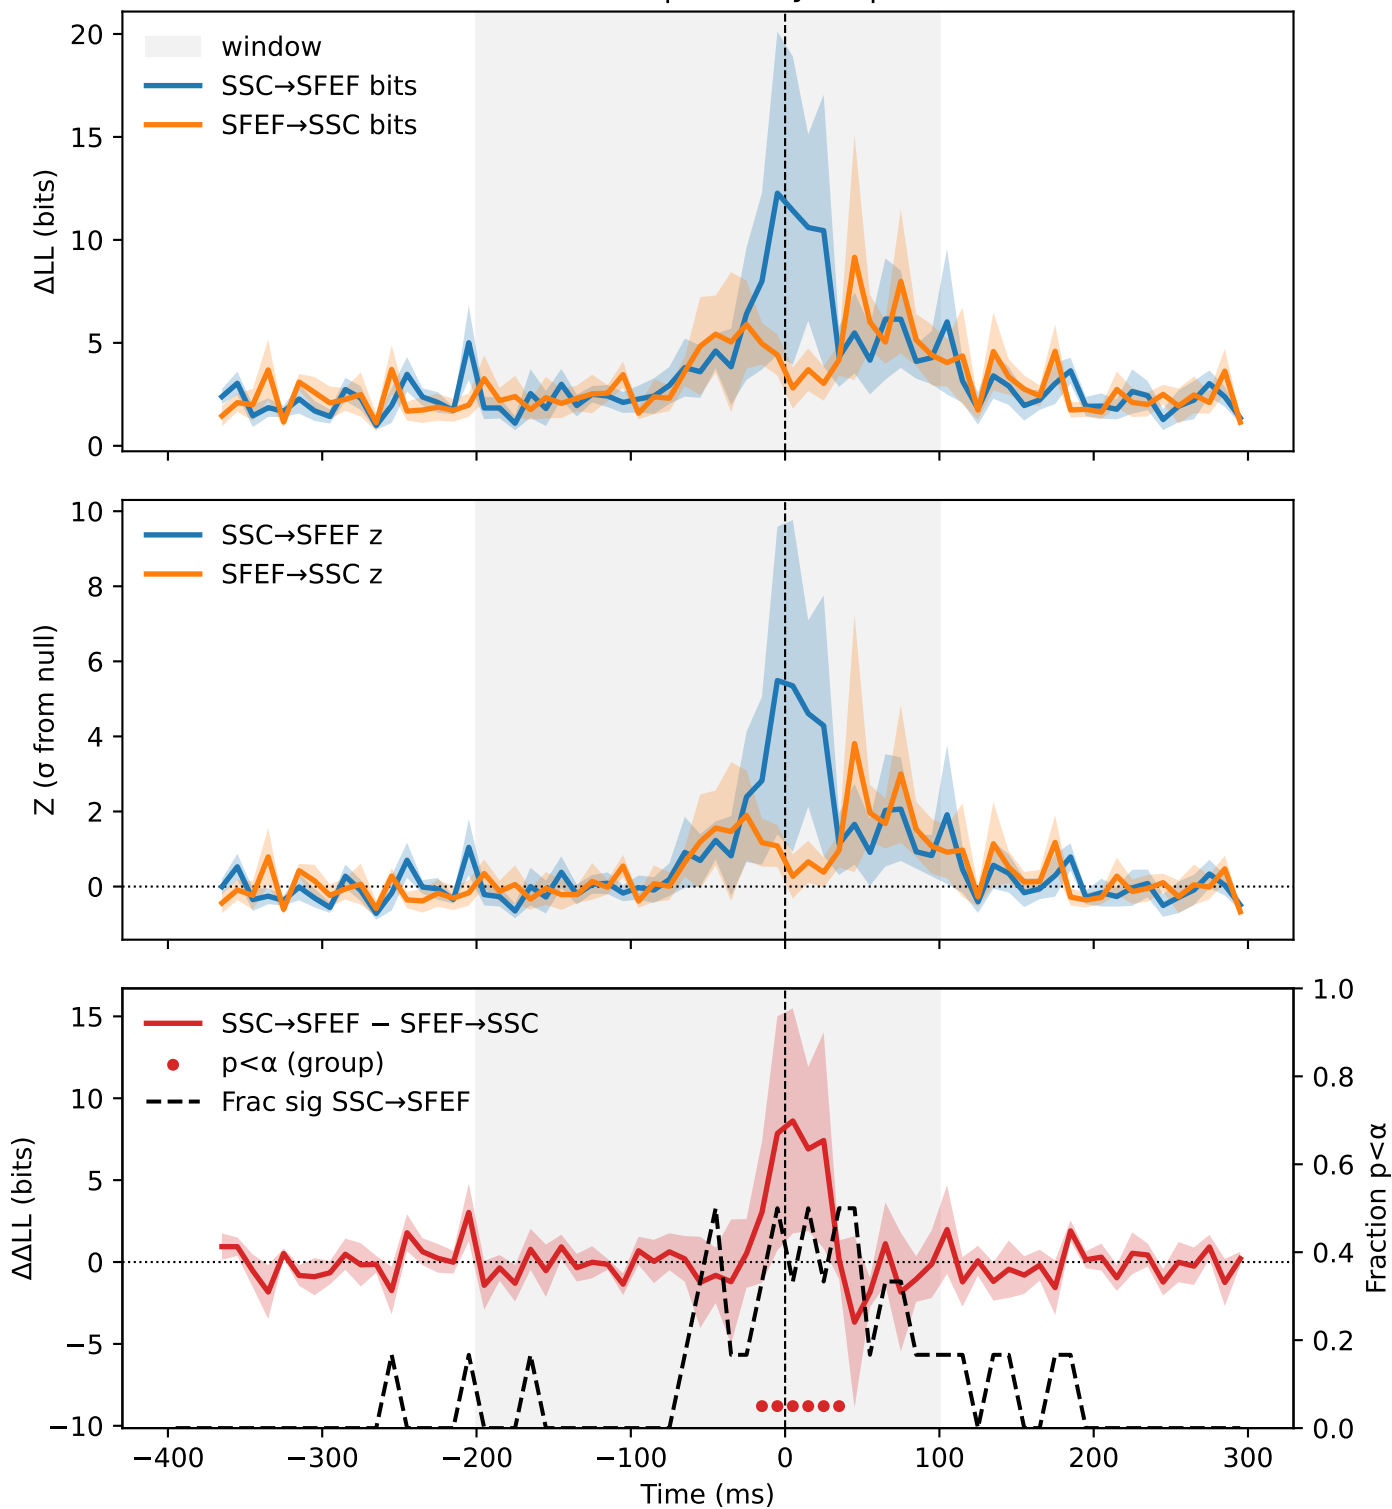 20
15
10
5
0
ΔLL (bits)
window
SSC→SFEF bits
SFEF→SSC bits
10
8
6
4
2
0
Z (σ from null)
SSC→SFEF z
SFEF→SSC z
15
10
5
0
−5
−10
ΔΔLL (bits)
SSC→SFEF − SFEF→SSC
p<α (group)
Frac sig SSC→SFEF
1.0
0.8
0.6
0.4
0.2
0.0
Fraction p<α
−400
−300
−200
−100
0
100
200
300
Time (ms)